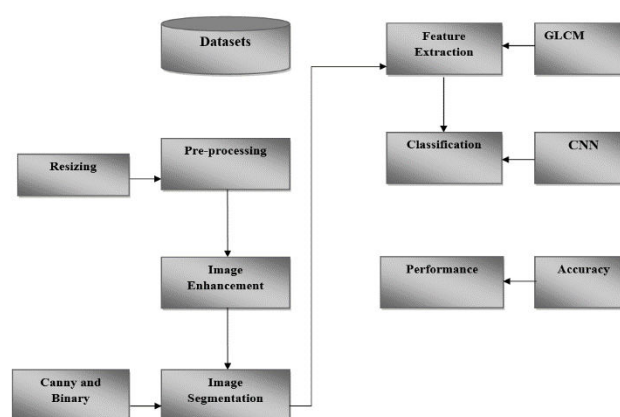 Datasets
Feature
Extraction
GLCM
Resizing
Pre-processing
Classification
CNN
Image
Enhancement
Performance
Accuracy
Canny and
Binary
Image
Segmentation